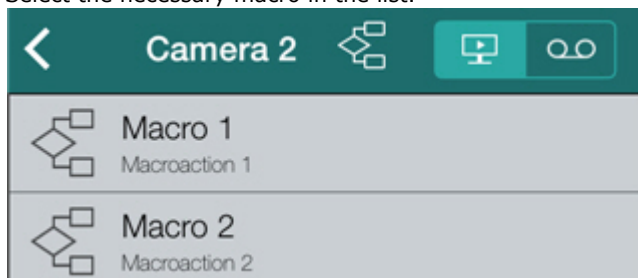 Select the necessary macro in the list.
Camera 2
Macro 1
Macroaction 1
Macro 2
Macroaction 2